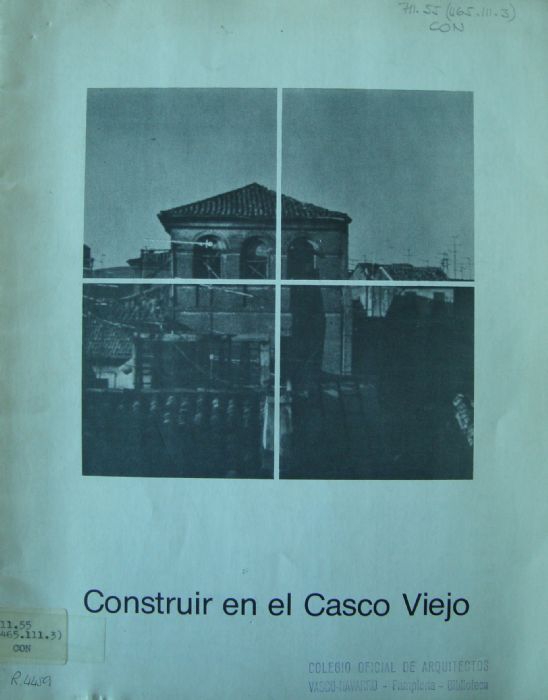 711.55 (465.111.3)
CON
Construir en el Casco Viejo
11.55
465.111.3)
CON
R.4459
COLEGIO OFICIAL DE ARQUITECTOS
VASCO-NAVARRO - Pamplona - Biblioteca